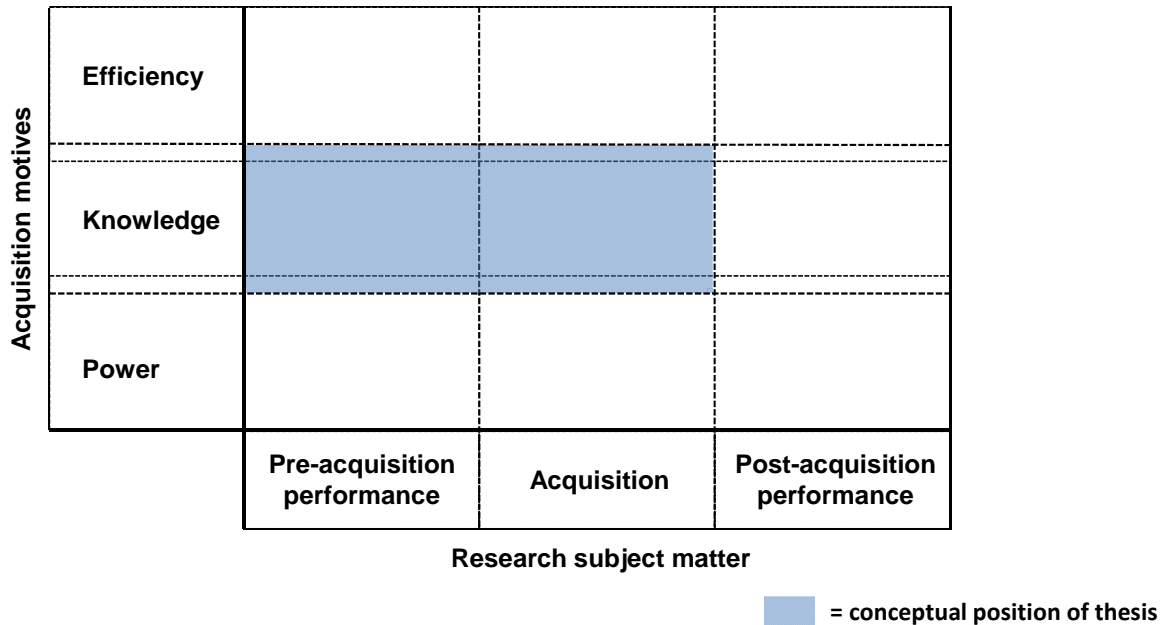 Acquisition motives
Efficiency
Knowledge
Power
Pre-acquisition
performance
Acquisition
Post-acquisition
performance
Research subject matter
= conceptual position of thesis